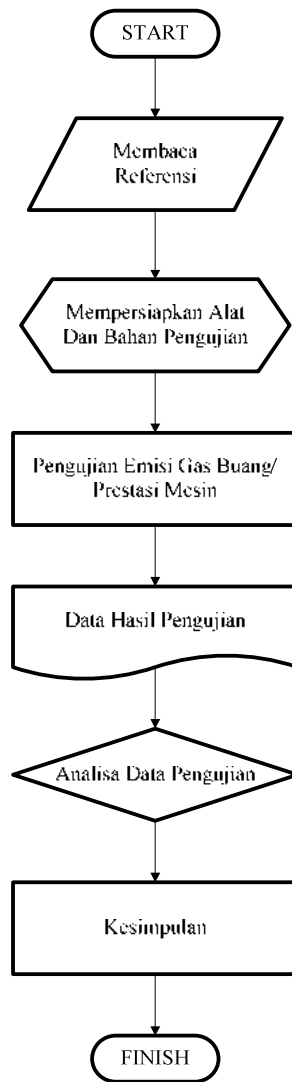 START
Membaca
Referensi
Mempersiapkan Alat
Dan Bahan Pengujian
Pengujian Emisi Gas Buang/
Prestasi Mesin
Data Hasil Pengujian
Analisa Data Pengujian
Kesimpulan
FINISH